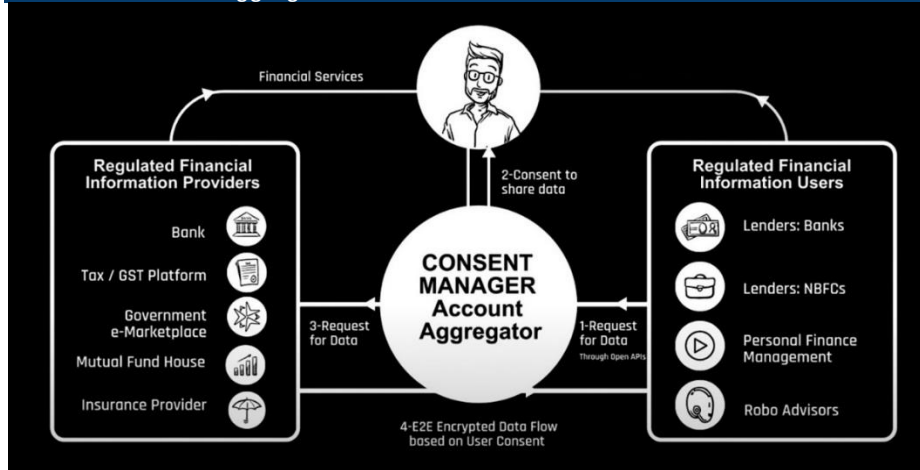 Financial Services
Regulated Financial
Information Providers
Bank
Tax / GST Platform
Government
e-Marketplace
Mutual Fund House
Insurance Provider
2-Consent to
share data
CONSENT
MANAGER
Account
Aggregator
3-Request
for Data
1-Request
for Data
Through Open APIs
4-E2E Encrypted Data Flow
based on User Consent
Regulated Financial
Information Users
Lenders: Banks
Lenders: NBFCs
Personal Finance
Management
Robo Advisors